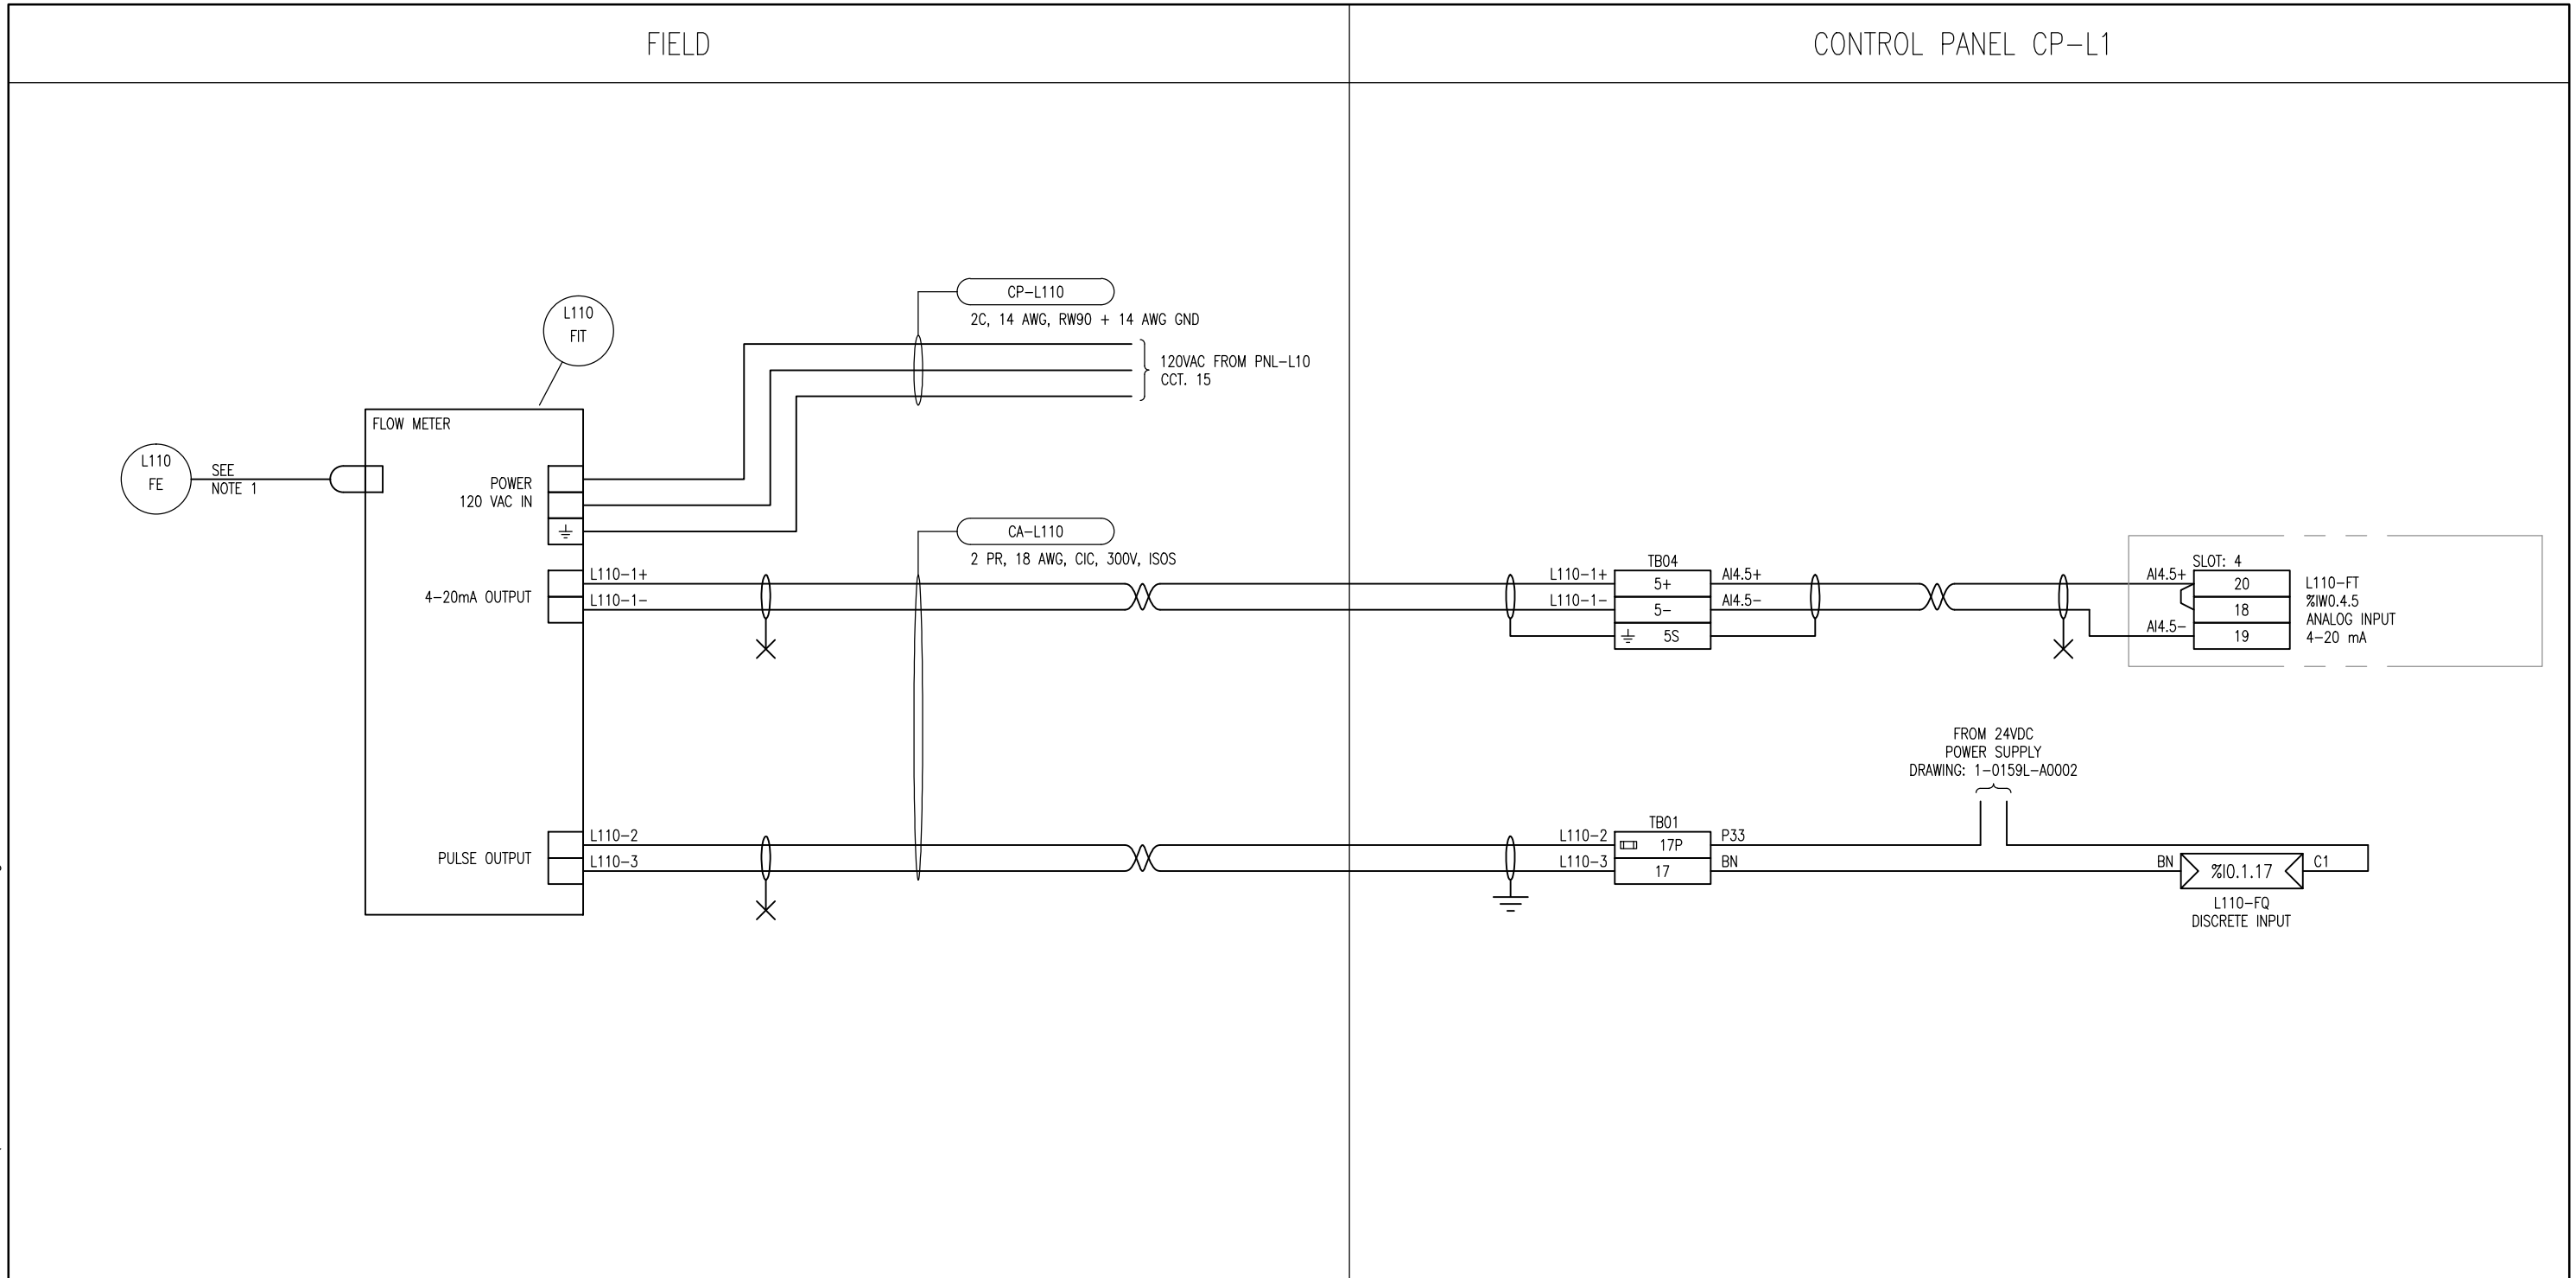 FIELD
CONTROL PANEL CP-L1
CP-L110
2C, 14 AWG, RW90 + 14 AWG GND
L110
FIT
120VAC FROM PNL-L10
CCT. 15
FLOW METER
L110
FE
SEE
NOTE 1
POWER
120 VAC IN
CA-L110
2 PR, 18 AWG, CIC, 300V, ISOS
4-20mA OUTPUT
L110-1+
L110-1-
L110-1+
L110-1-
TB04
5+
5-
5S
AI4.5+
AI4.5-
AI4.5+
AI4.5-
SLOT: 4
20
18
19
L110-FT
%IW0.4.5
ANALOG INPUT
4-20 mA
FROM 24VDC
POWER SUPPLY
DRAWING: 1-0159L-A0002
PULSE OUTPUT
L110-2
L110-3
L110-2
L110-3
TB01
17P
17
P33
BN
BN
%I0.1.17
C1
L110-FQ
DISCRETE INPUT